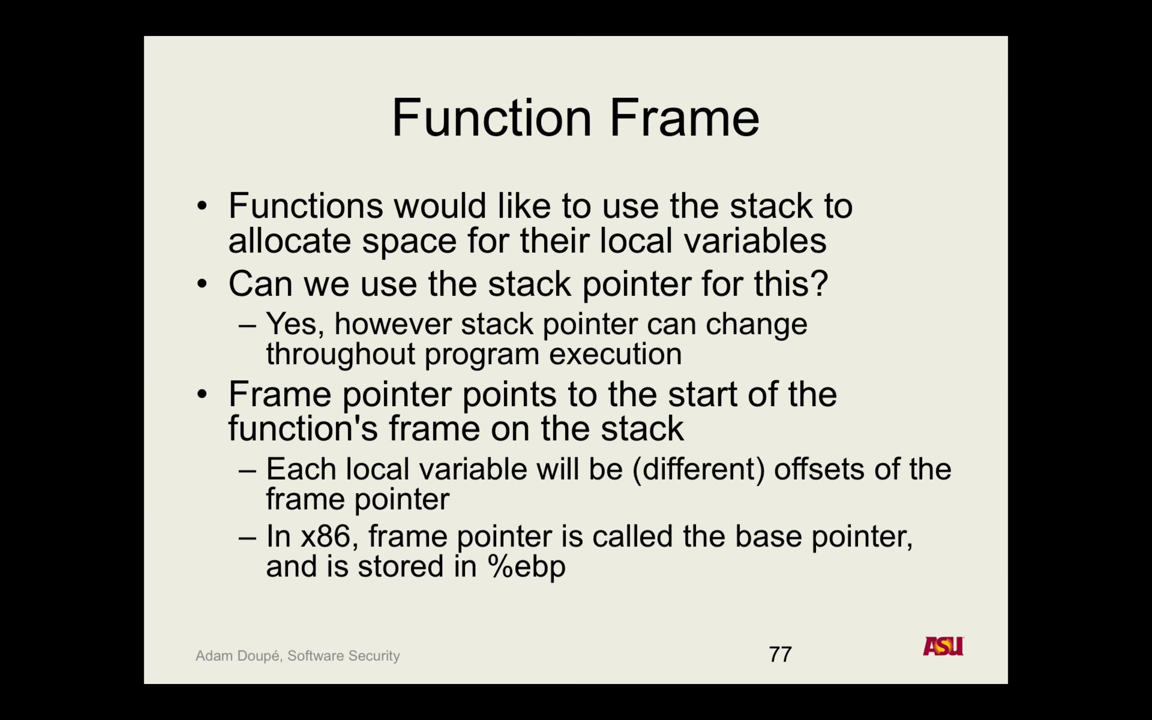 Function Frame
• Functions would like to use the stack to
allocate space for their local variables
• Can we use the stack pointer for this?
– Yes, however stack pointer can change
throughout program execution
• Frame pointer points to the start of the
function's frame on the stack
– Each local variable will be (different) offsets of the
frame pointer
– In x86, frame pointer is called the base pointer,
and is stored in %ebp
Adam Doupé, Software Security
77
ASU